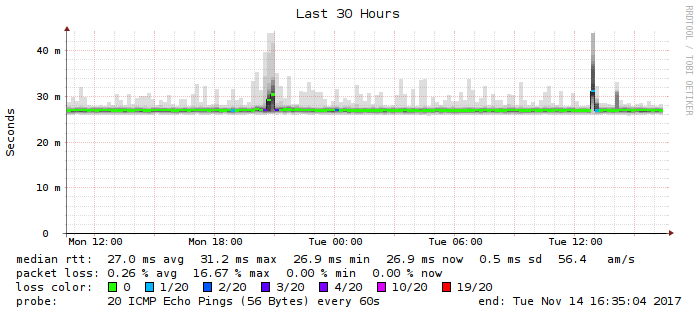 Last 30 Hours
RRDTOOL / TOBI OETIKER
Seconds
40 m
30 m
20 m
10 m
0
Mon 12:00 Mon 18:00 Tue 00:00 Tue 06:00 Tue 12:00
median rtt: 27.0 ms avg 31.2 ms max 26.9 ms min 26.9 ms now 0.5 ms sd 56.4 am/s
packet loss: 0.26 % avg 16.67 % max 0.00 % min 0.00 % now
loss color: 0 1/20 2/20 3/20 4/20 10/20 19/20
probe: 20 ICMP Echo Pings (56 Bytes) every 60s end: Tue Nov 14 16:35:04 2017